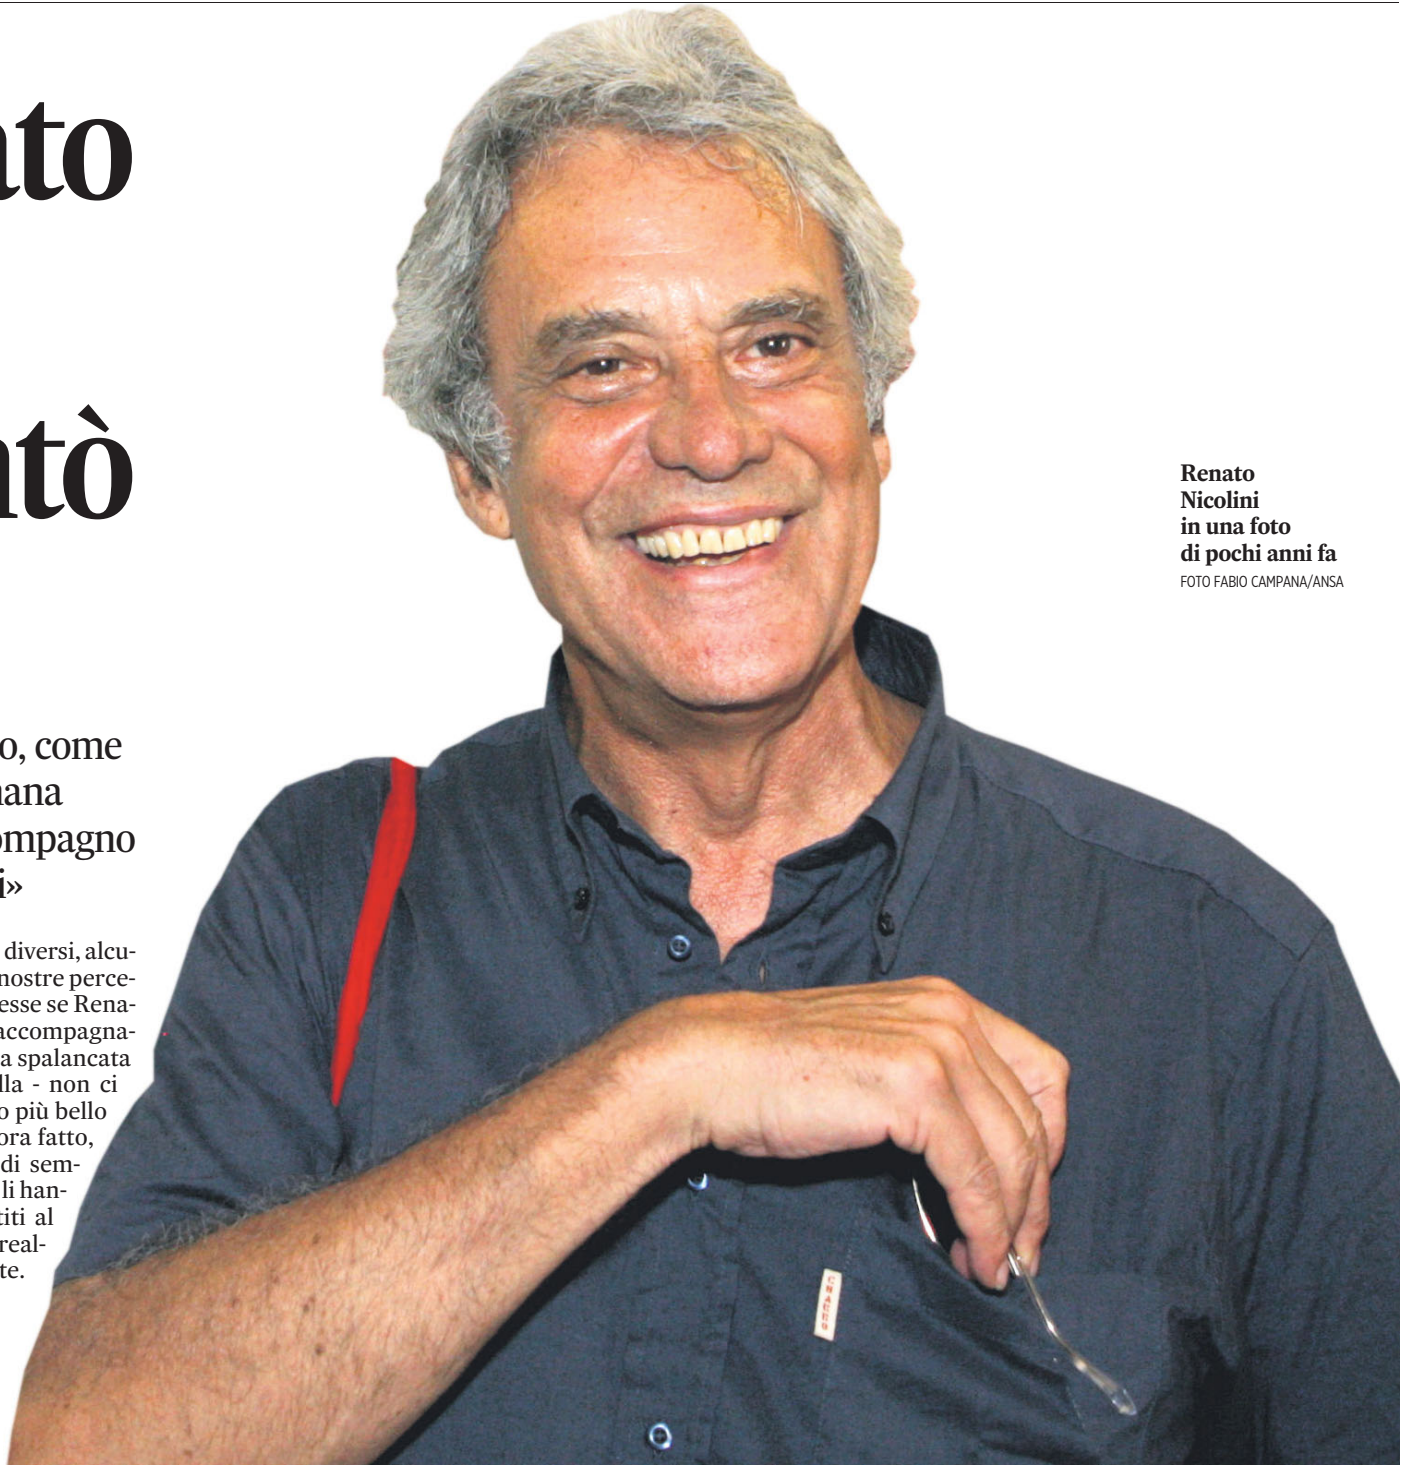 ato
ntò
o, come
nana
ompagno
i»
diversi, alcu-
nostre perce-
esse se Rena-
accompagna-
a spalancata
lla - non ci
o più bello
ora fatto,
di sem-
li han-
titi al
real-
te.
Renato
Nicolini
in una foto
di pochi anni fa
FOTO FABIO CAMPANA/ANSA